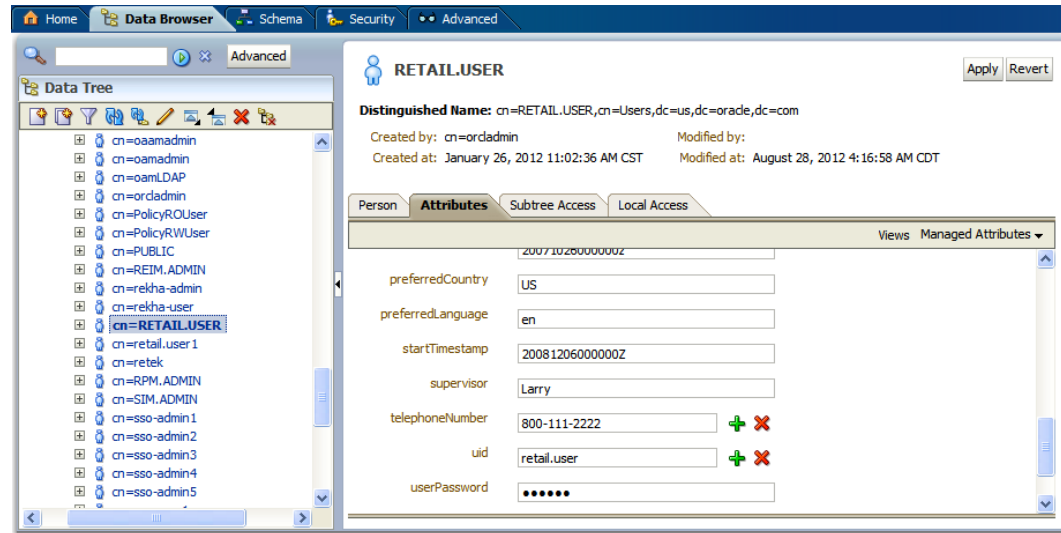 Home Data Browser Schema Security Advanced
Advanced
Data Tree
cn=oaamadmin
cn=oamadmin
cn=oamLDAP
cn=orcladmin
cn=PolicyROUser
cn=PolicyRWUser
cn=PUBLIC
cn=REIM.ADMIN
cn=rekha-admin
cn=rekha-user
cn=RETAIL.USER
cn=retail.user1
cn=retek
cn=RPM.ADMIN
cn=SIM.ADMIN
cn=sso-admin1
cn=sso-admin2
cn=sso-admin3
cn=sso-admin4
cn=sso-admin5
RETAIL.USER
Apply Revert
Distinguished Name: cn=RETAIL.USER,cn=Users,dc=us,dc=oracle,dc=com
Created by: cn=orcladmin Modified by:
Created at: January 26, 2012 11:02:36 AM CST Modified at: August 28, 2012 4:16:58 AM CDT
Person Attributes Subtree Access Local Access
Views Managed Attributes
20071026000000Z
preferredCountry US
preferredLanguage en
startTimestamp 20081206000000Z
supervisor Larry
telephoneNumber 800-111-2222
uid retail.user
userPassword ●●●●●●